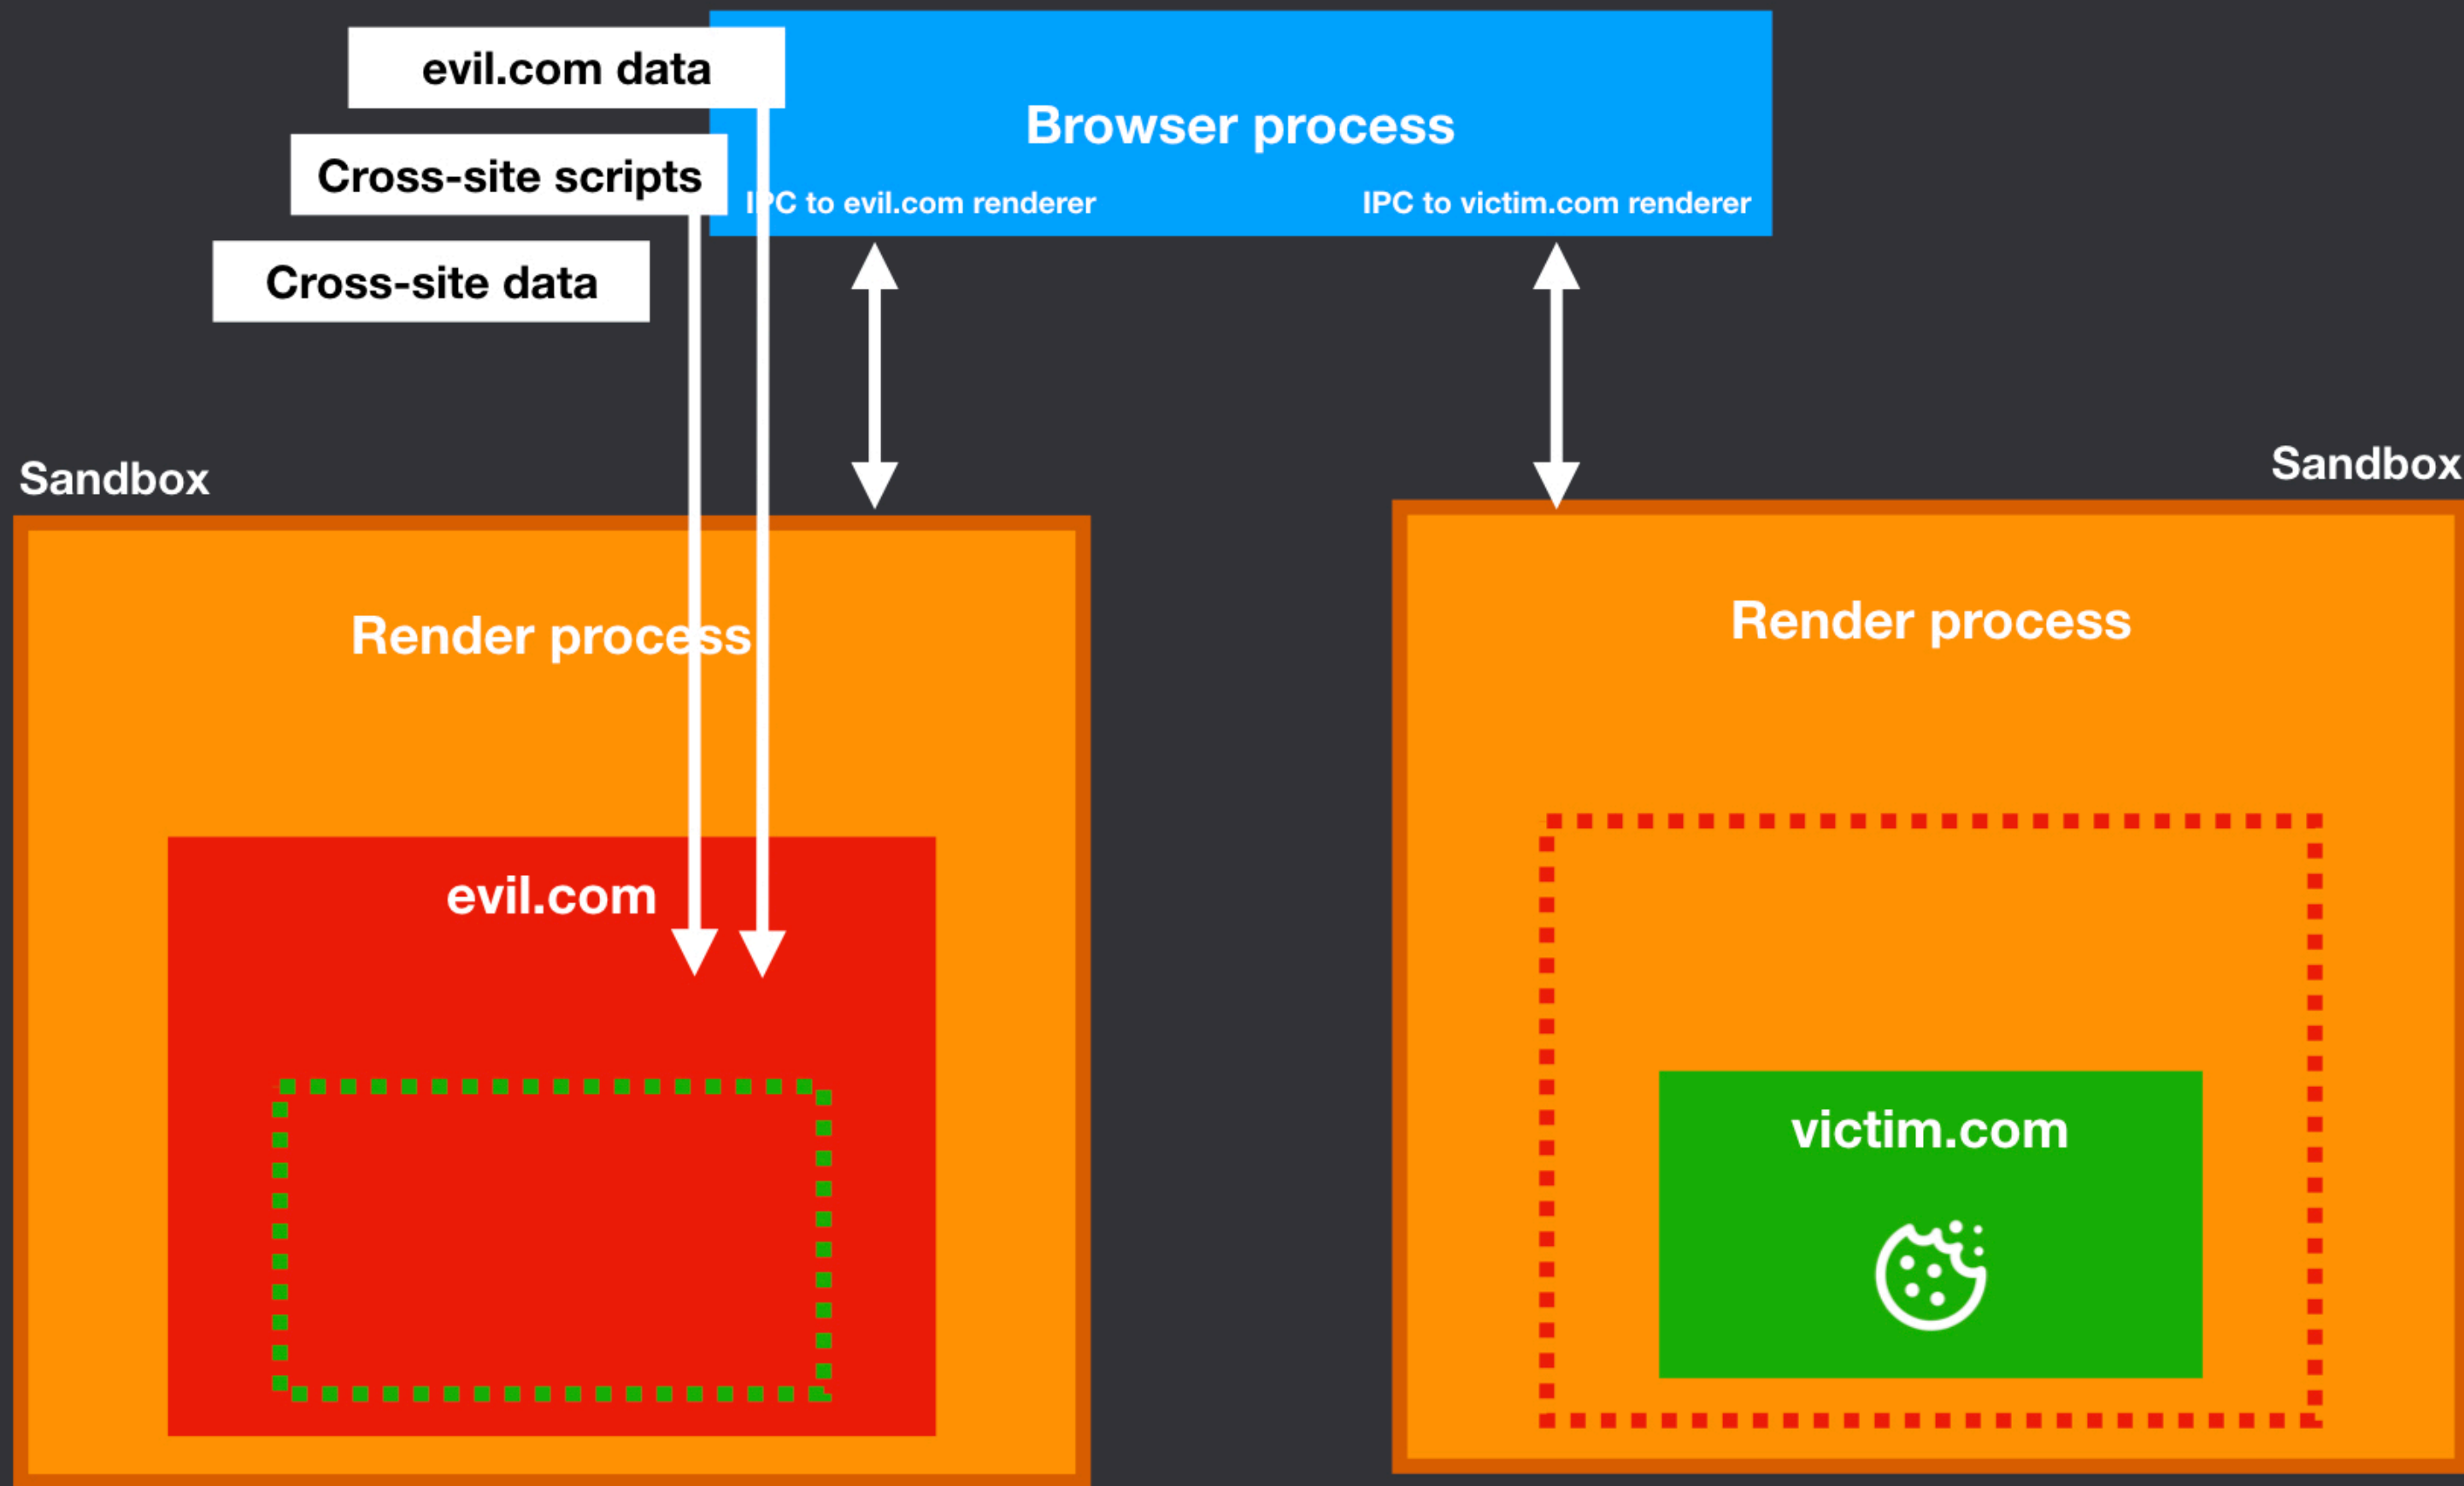 evil.com data
Browser process
Cross-site scripts
IPC to evil.com renderer
IPC to victim.com renderer
Cross-site data
Sandbox
Sandbox
Render process
Render process
evil.com
victim.com